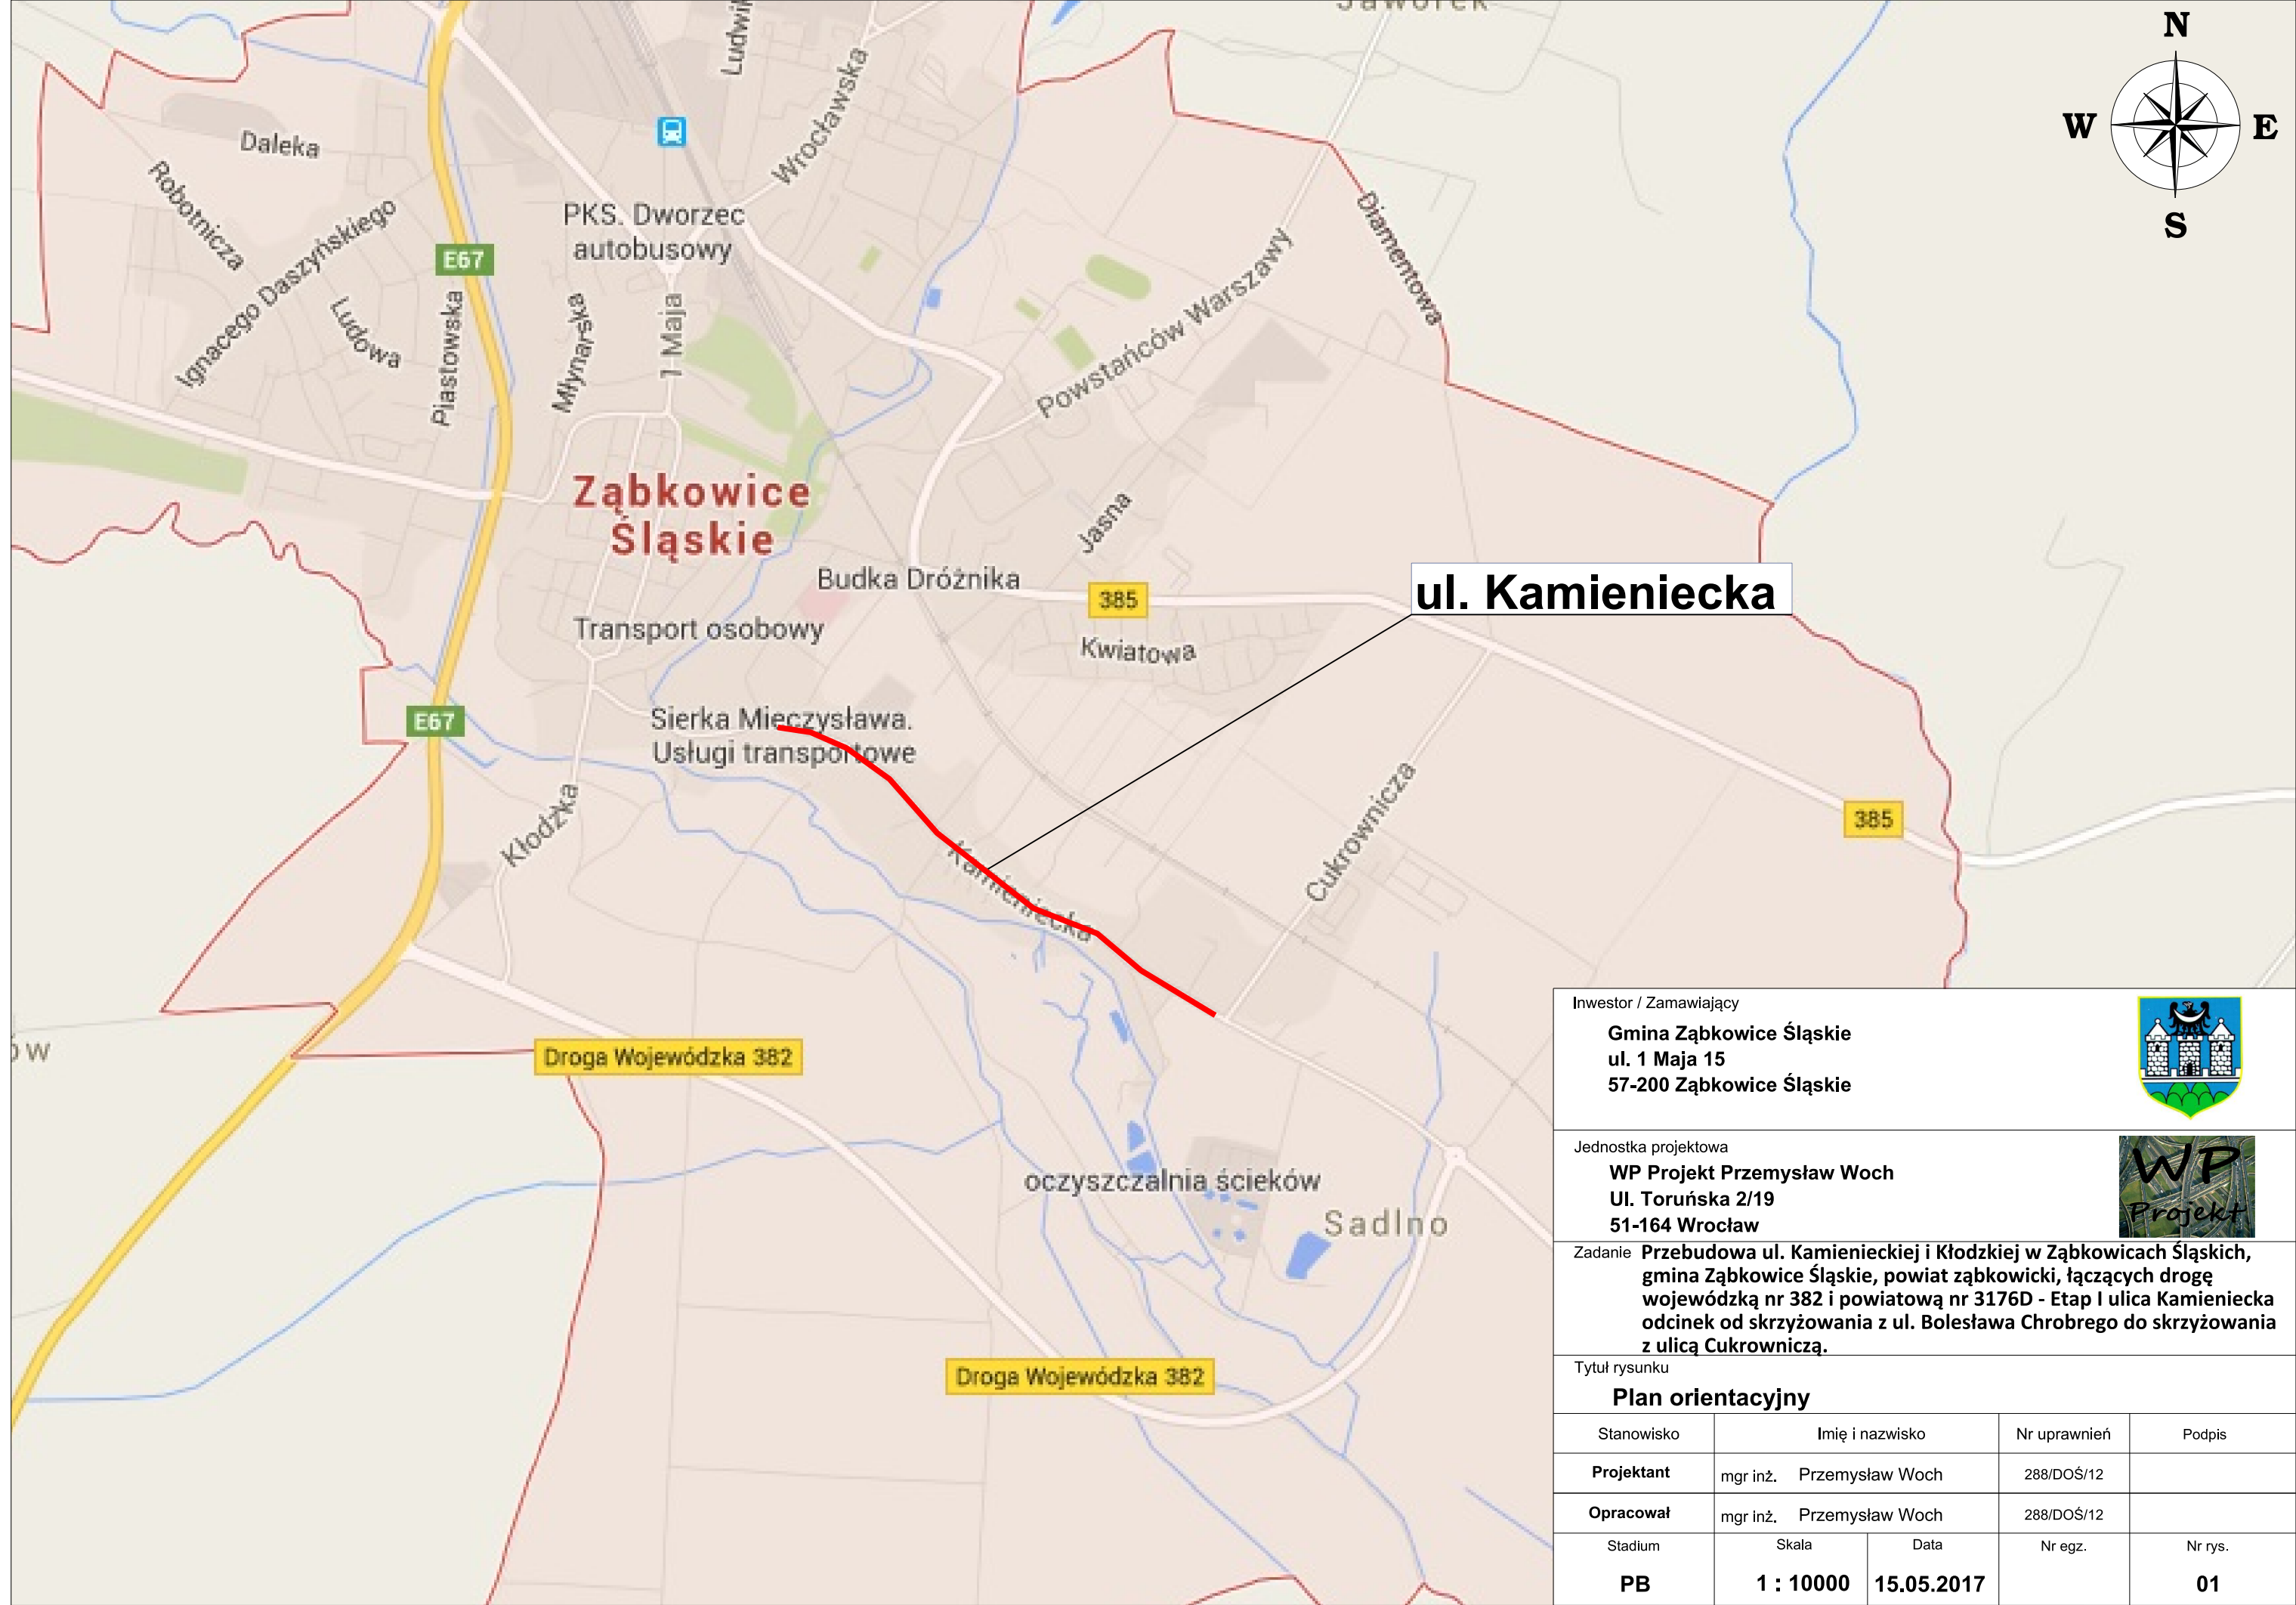 Jaworek
N
W
E
S
Ludwi
Wrocławska
Daleka
Robotnicza
Ignacego Daszyńskiego
Ludowa
Piastowska
E67
PKS. Dworzec
autobusowy
Młynarska
1 Maja
Powstańców Warszawy
Diamentowa
Ząbkowice
Śląskie
Jasna
Budka Dróżnika
385
ul. Kamieniecka
Transport osobowy
Kwiatowa
E67
Sierka Mieczysława.
Usługi transportowe
Kłodzka
Kamieniecka
Cukrownicza
385
ów
Droga Wojewódzka 382
oczyszczalnia ścieków
Sadlno
Droga Wojewódzka 382
Inwestor / Zamawiający
Gmina Ząbkowice Śląskie
ul. 1 Maja 15
57-200 Ząbkowice Śląskie
Jednostka projektowa
WP Projekt Przemysław Woch
Ul. Toruńska 2/19
51-164 Wrocław
WP
Projekt
Zadanie Przebudowa ul. Kamienieckiej i Kłodzkiej w Ząbkowicach Śląskich,
gmina Ząbkowice Śląskie, powiat ząbkowicki, łączących drogę
wojewódzką nr 382 i powiatową nr 3176D - Etap I ulica Kamieniecka
odcinek od skrzyżowania z ul. Bolesława Chrobrego do skrzyżowania
z ulicą Cukrowniczą.
Tytuł rysunku
Plan orientacyjny
Stanowisko Imię i nazwisko Nr uprawnień Podpis
Projektant mgr inż. Przemysław Woch 288/DOŚ/12
Opracował mgr inż. Przemysław Woch 288/DOŚ/12
Stadium Skala Data Nr egz. Nr rys.
PB 1 : 10000 15.05.2017 01